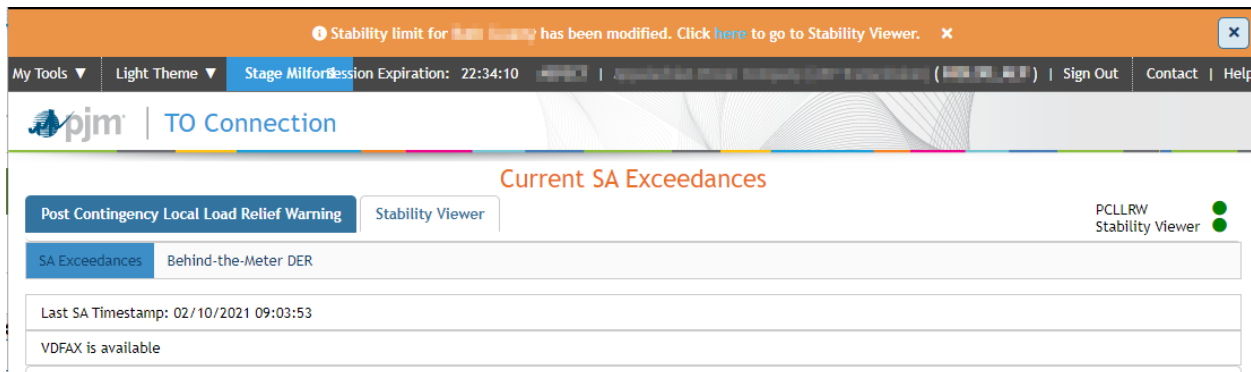 Stability limit for has been modified. Click here to go to Stability Viewer. ×
×
My Tools ▼ Light Theme ▼ Stage Milford Session Expiration: 22:34:10 | ( ) | Sign Out Contact | Help
pjm TO Connection
Current SA Exceedances
Post Contingency Local Load Relief Warning Stability Viewer
PCLLRW
Stability Viewer
SA Exceedances Behind-the-Meter DER
Last SA Timestamp: 02/10/2021 09:03:53
VDFAX is available